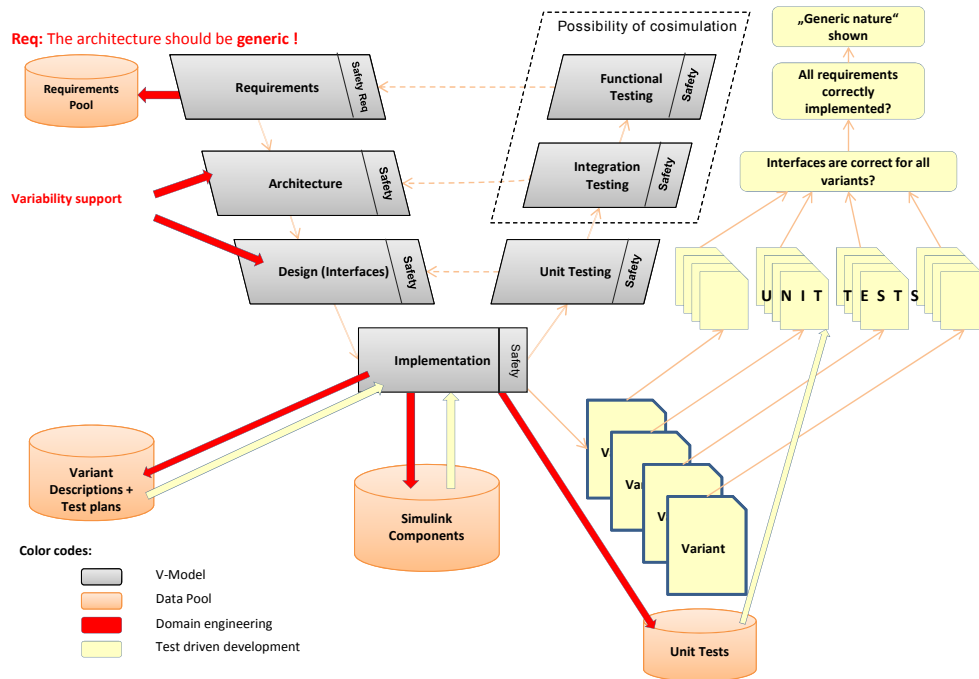 Req: The architecture should be generic !
Possibility of cosimulation
„Generic nature“
shown
Requirements
Pool
Requirements
Safety Req
Functional
Testing
Safety
All requirements
correctly
implemented?
Variability support
Architecture
Safety
Integration
Testing
Safety
Interfaces are correct for all
variants?
Design (Interfaces)
Safety
Unit Testing
Safety
UNIT TESTS
Implementation
Safety
V
Var
V
Variant
Variant
Descriptions +
Test plans
Simulink
Components
Unit Tests
Color codes:
V-Model
Data Pool
Domain engineering
Test driven development